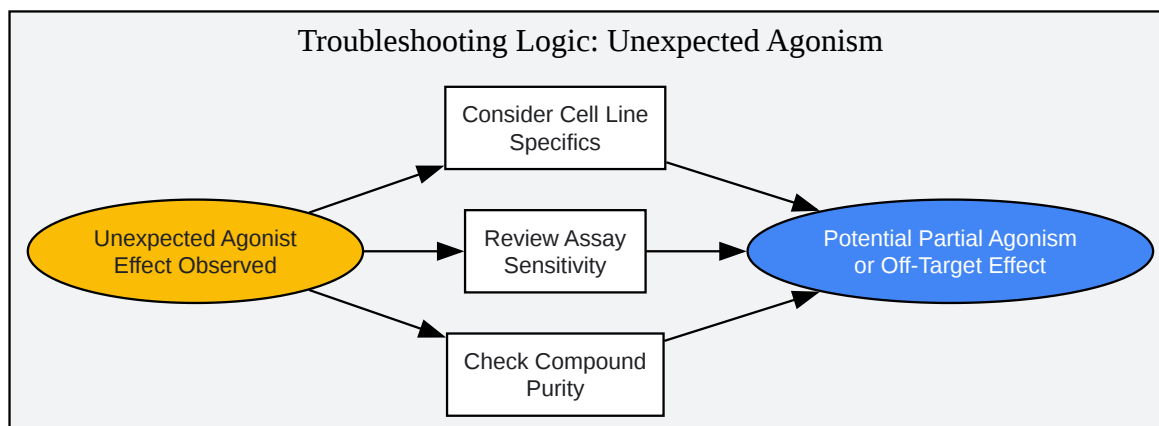 Troubleshooting Logic: Unexpected Agonism
Consider Cell Line
Specifics
Unexpected Agonist
Effect Observed
Review Assay
Sensitivity
Potential Partial Agonism
or Off-Target Effect
Check Compound
Purity